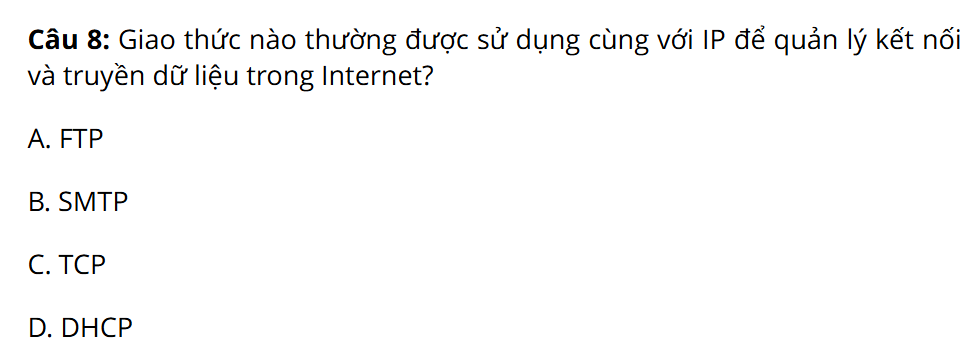 Câu 8: Giao thức nào thường được sử dụng cùng với IP để quản lý kết nối
và truyền dữ liệu trong Internet?
A. FTP
B. SMTP
C. TCP
D. DHCP